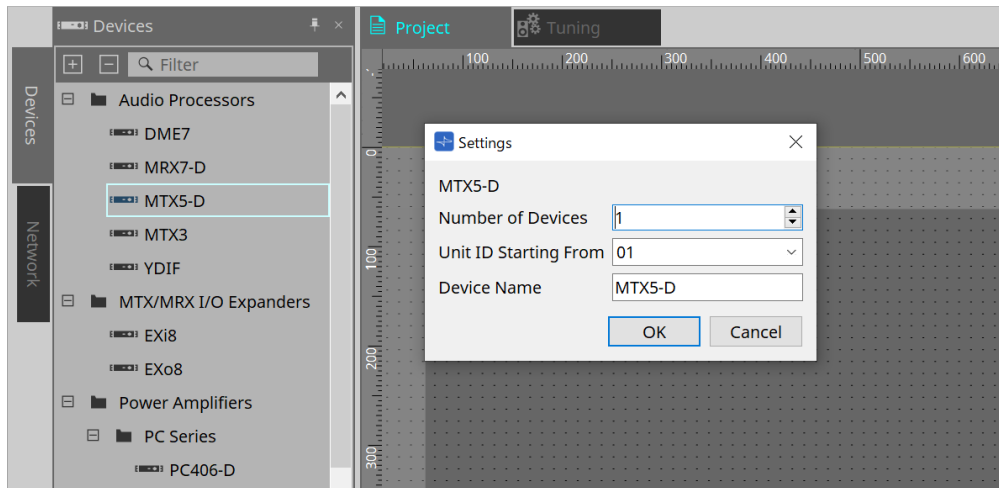 Devices
Project
Tuning
Filter
100 200 300 400 500 600
Devices
Network
Audio Processors
DME7
MRX7-D
MTX5-D
MTX3
YDIF
MTX/MRX I/O Expanders
EXi8
EXo8
Power Amplifiers
PC Series
PC406-D
0
100
200
300
Settings
MTX5-D
Number of Devices 1
Unit ID Starting From 01
Device Name MTX5-D
OK Cancel